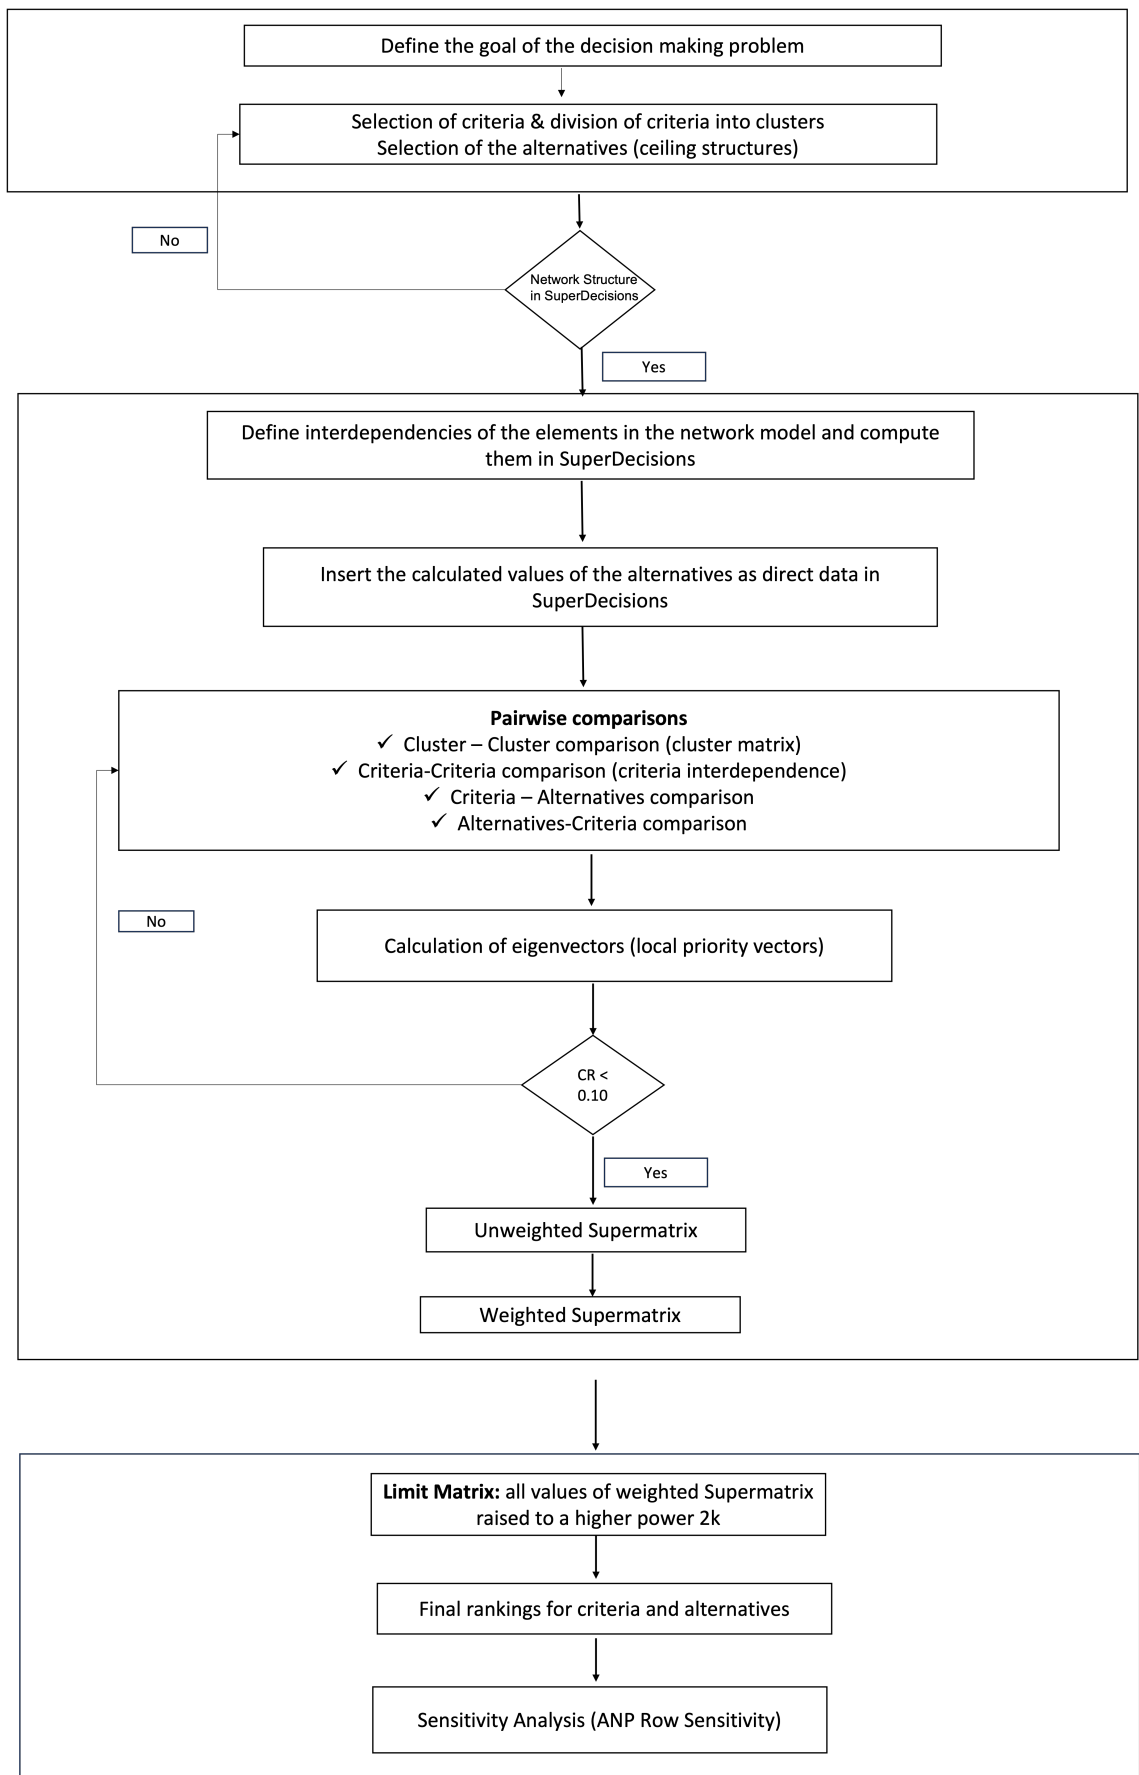 Define the goal of the decision making problem
Selection of criteria & division of criteria into clusters
Selection of the alternatives (ceiling structures)
No
Network Structure
in SuperDecisions
Yes
Define interdependencies of the elements in the network model and compute
them in SuperDecisions
Insert the calculated values of the alternatives as direct data in
SuperDecisions
Pairwise comparisons
✓ Cluster – Cluster comparison (cluster matrix)
✓ Criteria-Criteria comparison (criteria interdependence)
✓ Criteria – Alternatives comparison
✓ Alternatives-Criteria comparison
No
Calculation of eigenvectors (local priority vectors)
CR <
0.10
Yes
Unweighted Supermatrix
Weighted Supermatrix
Limit Matrix: all values of weighted Supermatrix
raised to a higher power 2k
Final rankings for criteria and alternatives
Sensitivity Analysis (ANP Row Sensitivity)